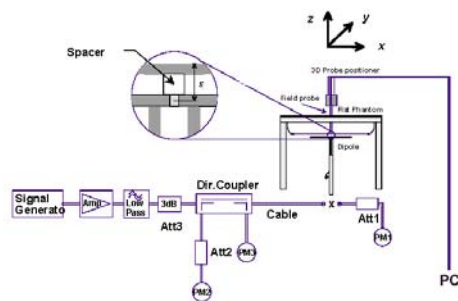 z
y
x
Spacer
s
3D Probe positioner
Field probe
Flat Phantom
Dipole
Signal
Generato
Amp
Low
Pass
3dB
Att3
Dir.Coupler
Cable
x
Att1
PM1
Att2
PM3
PM2
PC